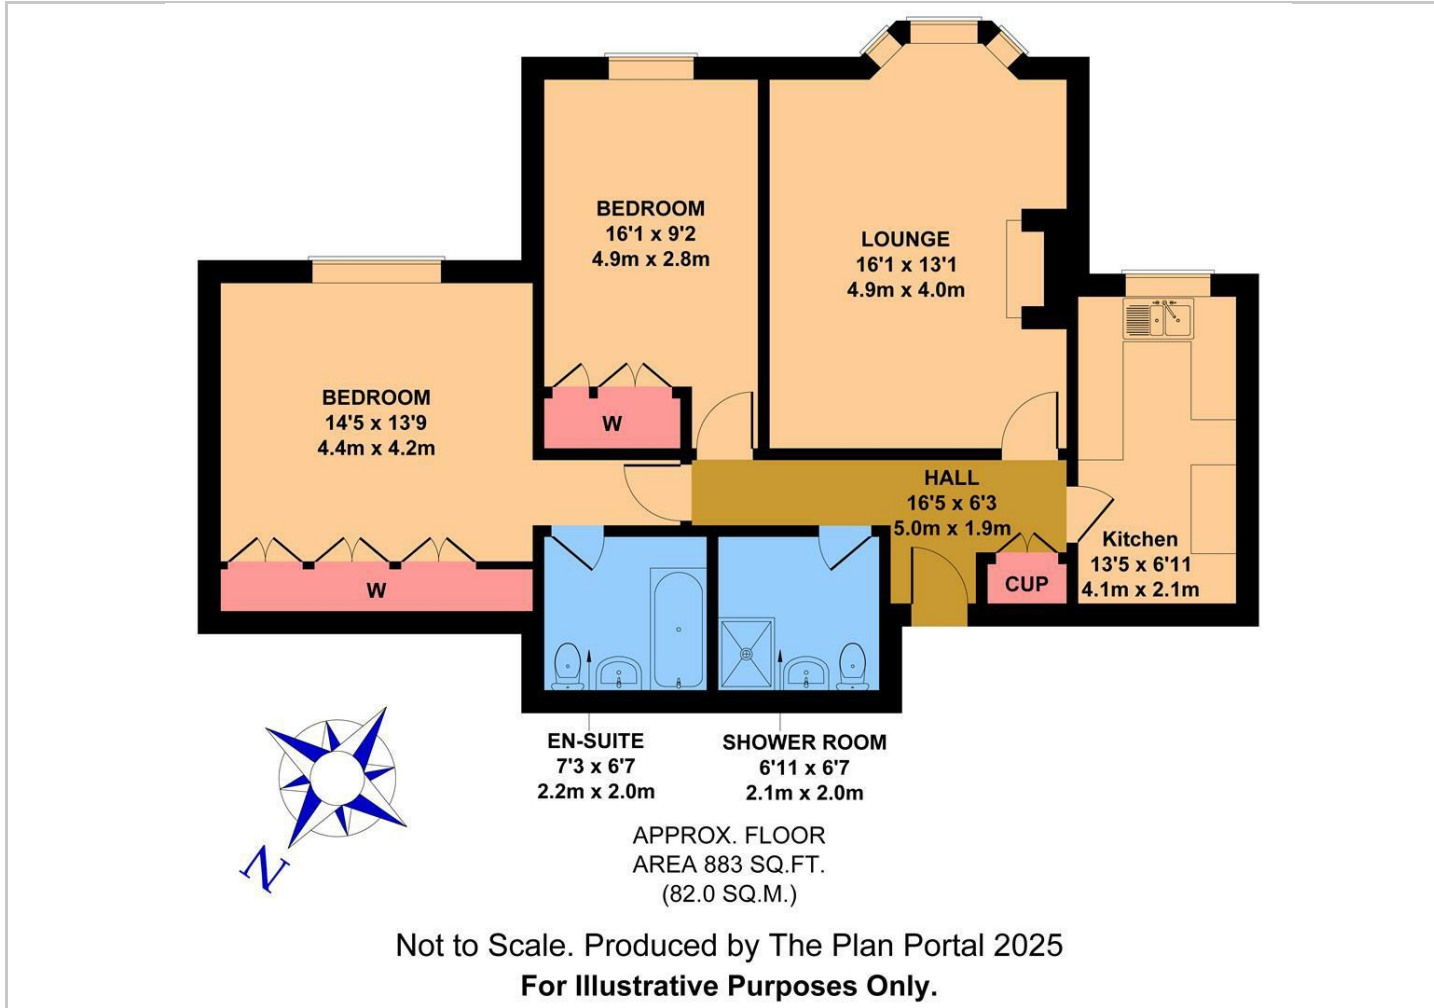 BEDROOM
16'1 x 9'2
4.9m x 2.8m
LOUNGE
16'1 x 13'1
4.9m x 4.0m
BEDROOM
14'5 x 13'9
4.4m x 4.2m
W
HALL
16'5 x 6'3
5.0m x 1.9m
Kitchen
13'5 x 6'11
4.1m x 2.1m
W
CUP
EN-SUITE
7'3 x 6'7
2.2m x 2.0m
SHOWER ROOM
6'11 x 6'7
2.1m x 2.0m
N
APPROX. FLOOR
AREA 883 SQ.FT.
(82.0 SQ.M.)
Not to Scale. Produced by The Plan Portal 2025
For Illustrative Purposes Only.